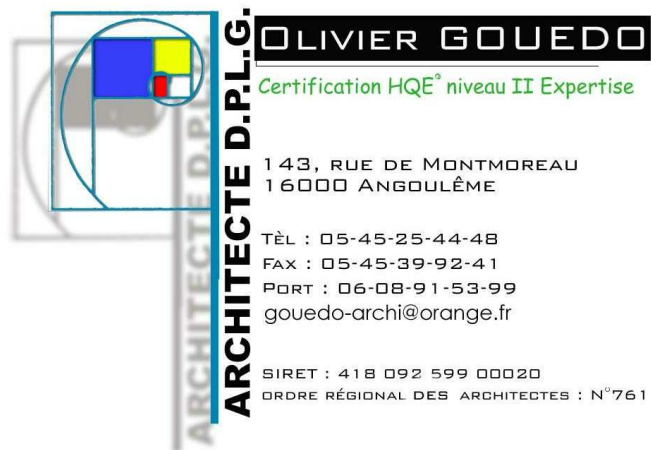 OLIVIER GOUEDO
Certification HQE® niveau II Expertise
143, RUE DE MONTMOREAU
16000 ANGOULÊME
TÈL : 05-45-25-44-48
FAX : 05-45-39-92-41
PORT : 06-08-91-53-99
gouedo-archi@orange.fr
SIRET : 418 092 599 00020
ORDRE RÉGIONAL DES ARCHITECTES : N°761
ARCHITECTE D.P.L.G.
ARCHITECTE D.P.L.G.